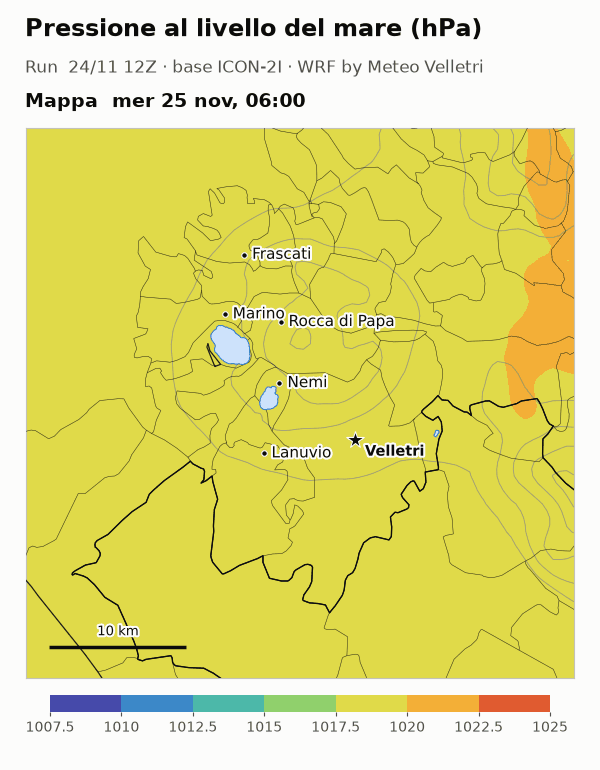 Pressione al livello del mare (hPa)
Run  24/11 12Z · base ICON-2I · WRF by Meteo Velletri
Mappa  mer 25 nov, 06:00
Frascati
Marino
Rocca di Papa
Nemi
Velletri
Lanuvio
10 km
1007.5 1010 1012.5 1015 1017.5 1020 1022.5 1025